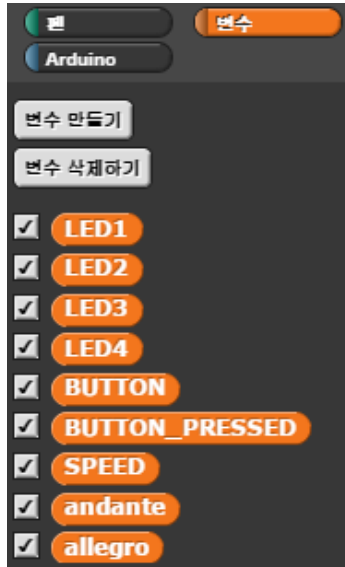 펜 변수
Arduino
변수 만들기
변수 삭제하기
LED1
LED2
LED3
LED4
BUTTON
BUTTON_PRESSED
SPEED
andante
allegro